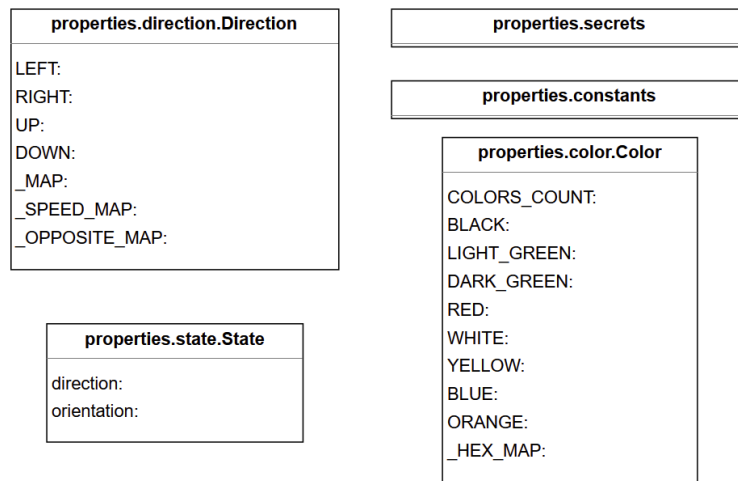 properties.direction.Direction
LEFT:
RIGHT:
UP:
DOWN:
_MAP:
_SPEED_MAP:
_OPPOSITE_MAP:
properties.secrets
properties.constants
properties.color.Color
COLORS_COUNT:
BLACK:
LIGHT_GREEN:
DARK_GREEN:
RED:
WHITE:
YELLOW:
BLUE:
ORANGE:
_HEX_MAP:
properties.state.State
direction:
orientation: